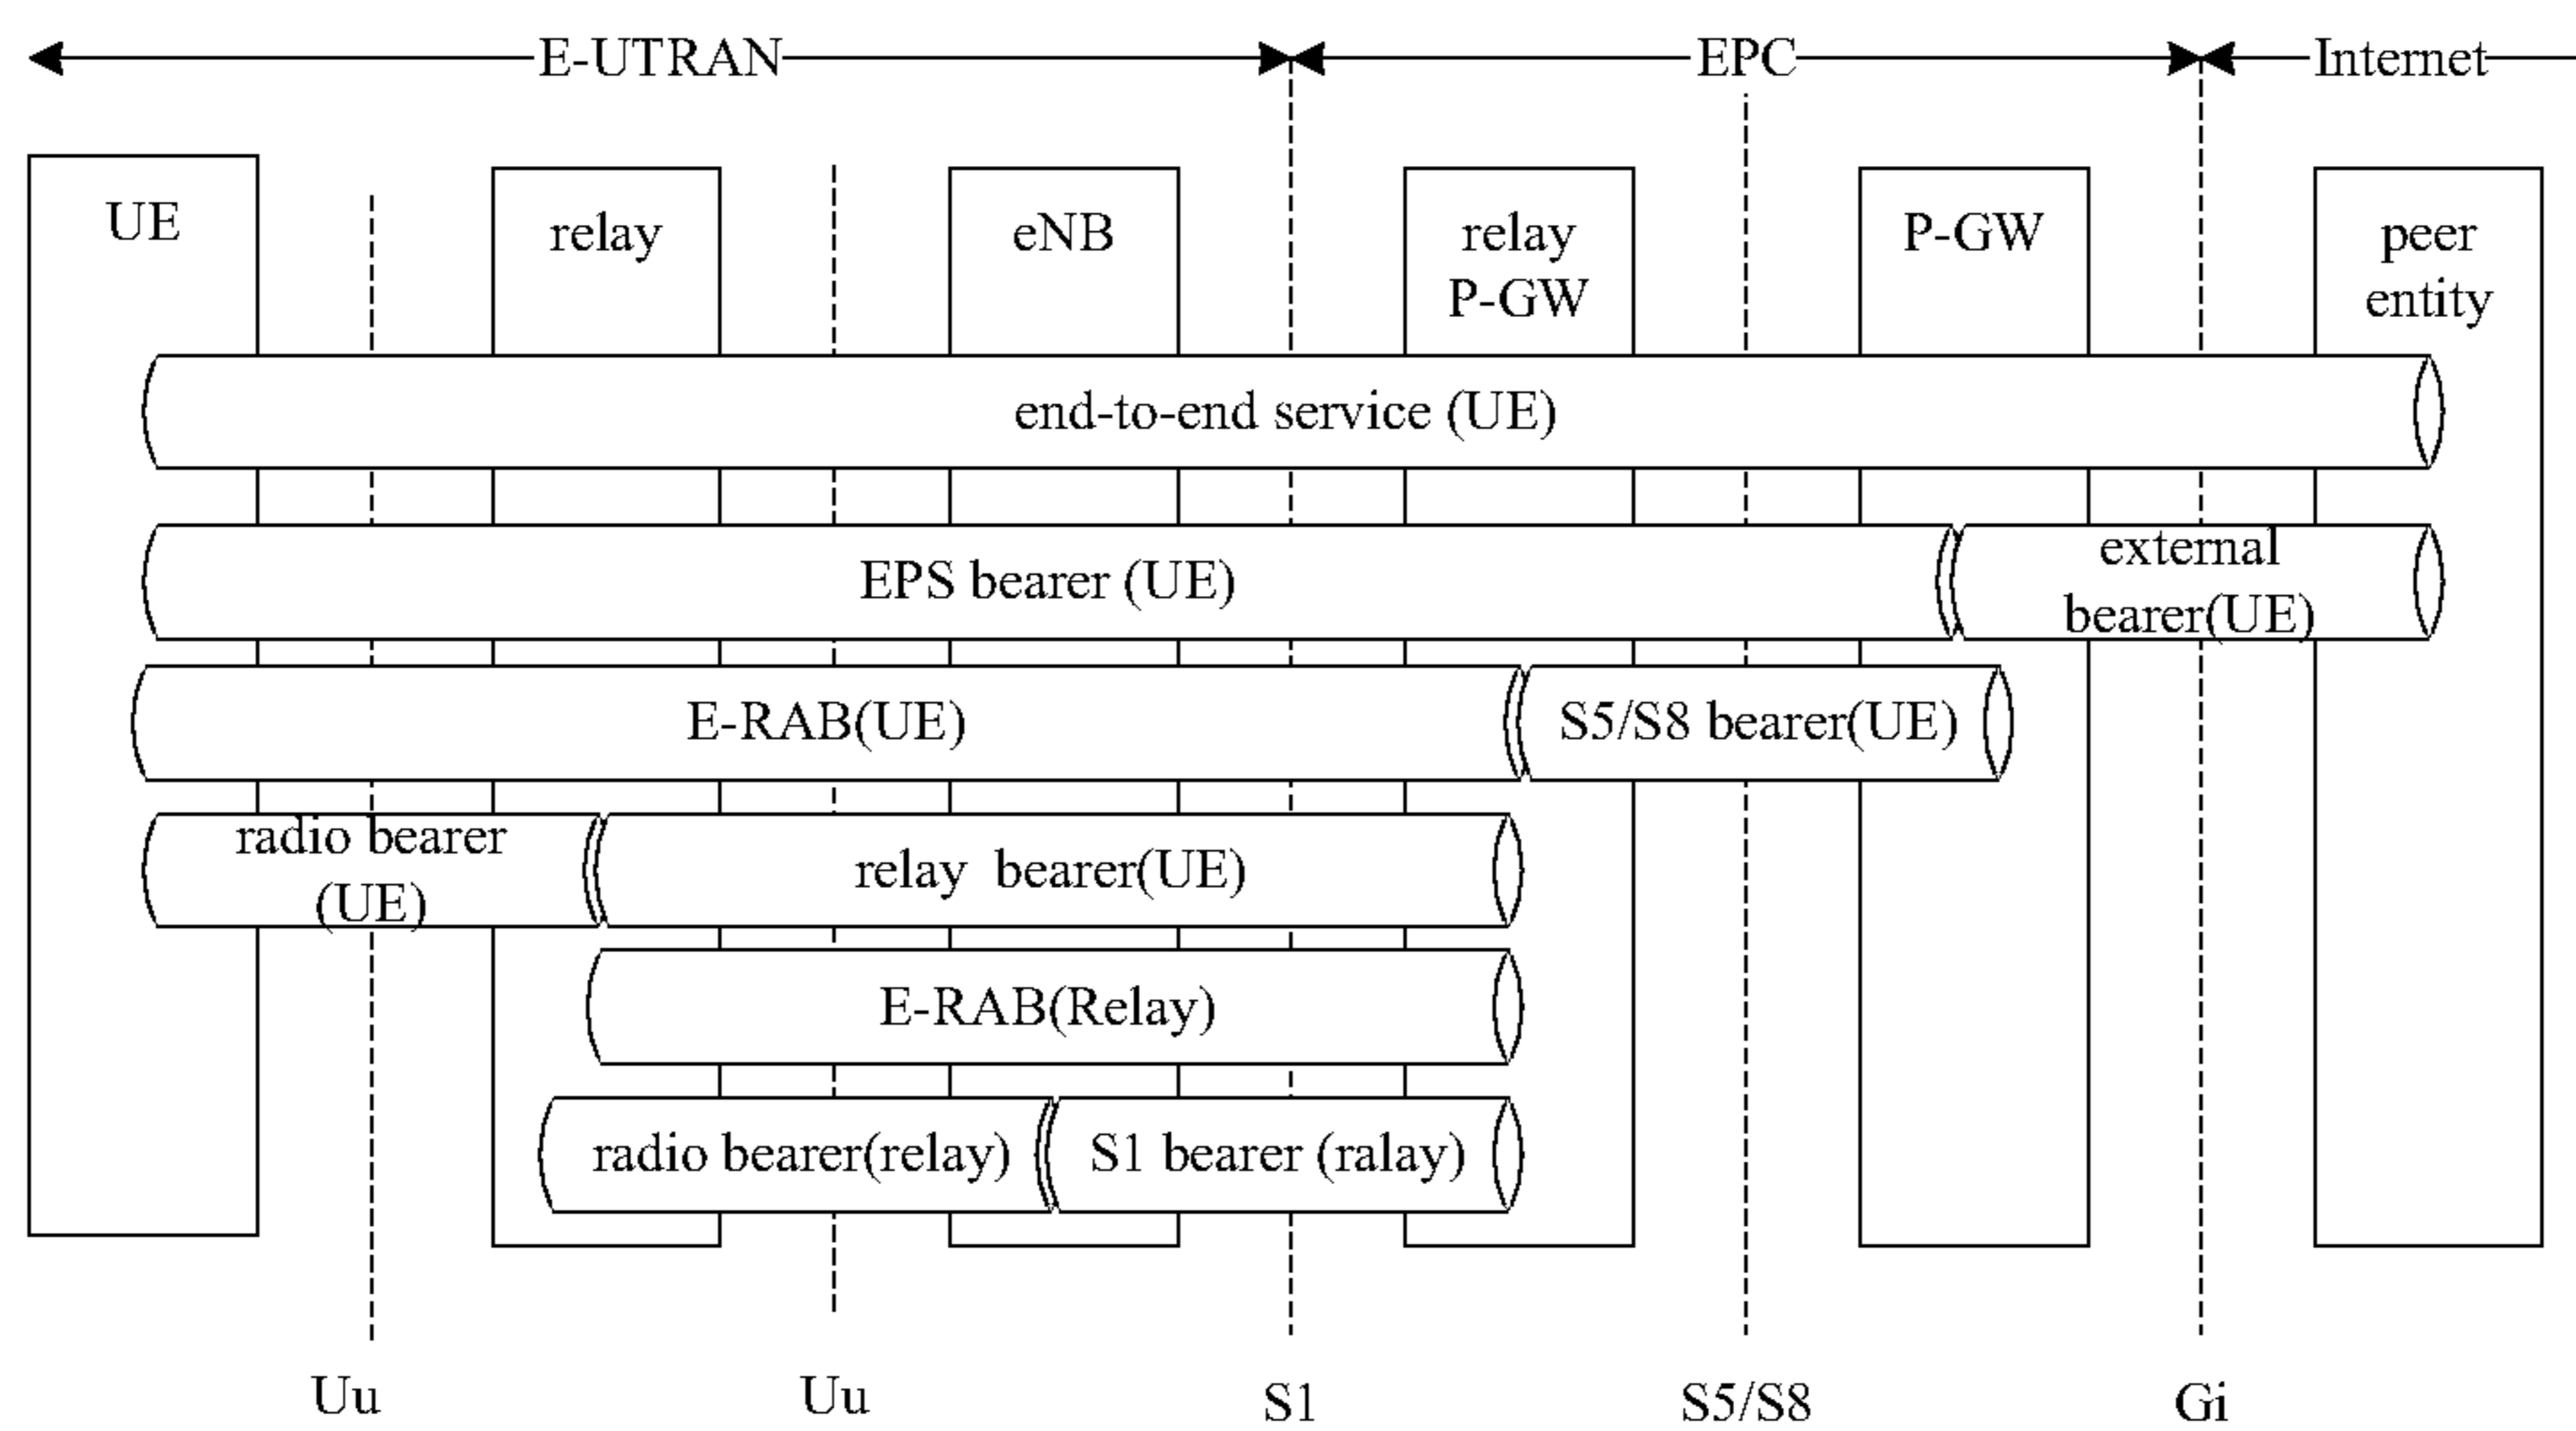 E-UTRAN
EPC
Internet
UE
relay
eNB
relay
P-GW
P-GW
peer
entity
end-to-end service (UE)
EPS bearer (UE)
external
bearer(UE)
E-RAB(UE)
S5/S8 bearer(UE)
radio bearer
(UE)
relay bearer(UE)
E-RAB(Relay)
radio bearer(relay)
S1 bearer (ralay)
Uu
Uu
S1
S5/S8
Gi